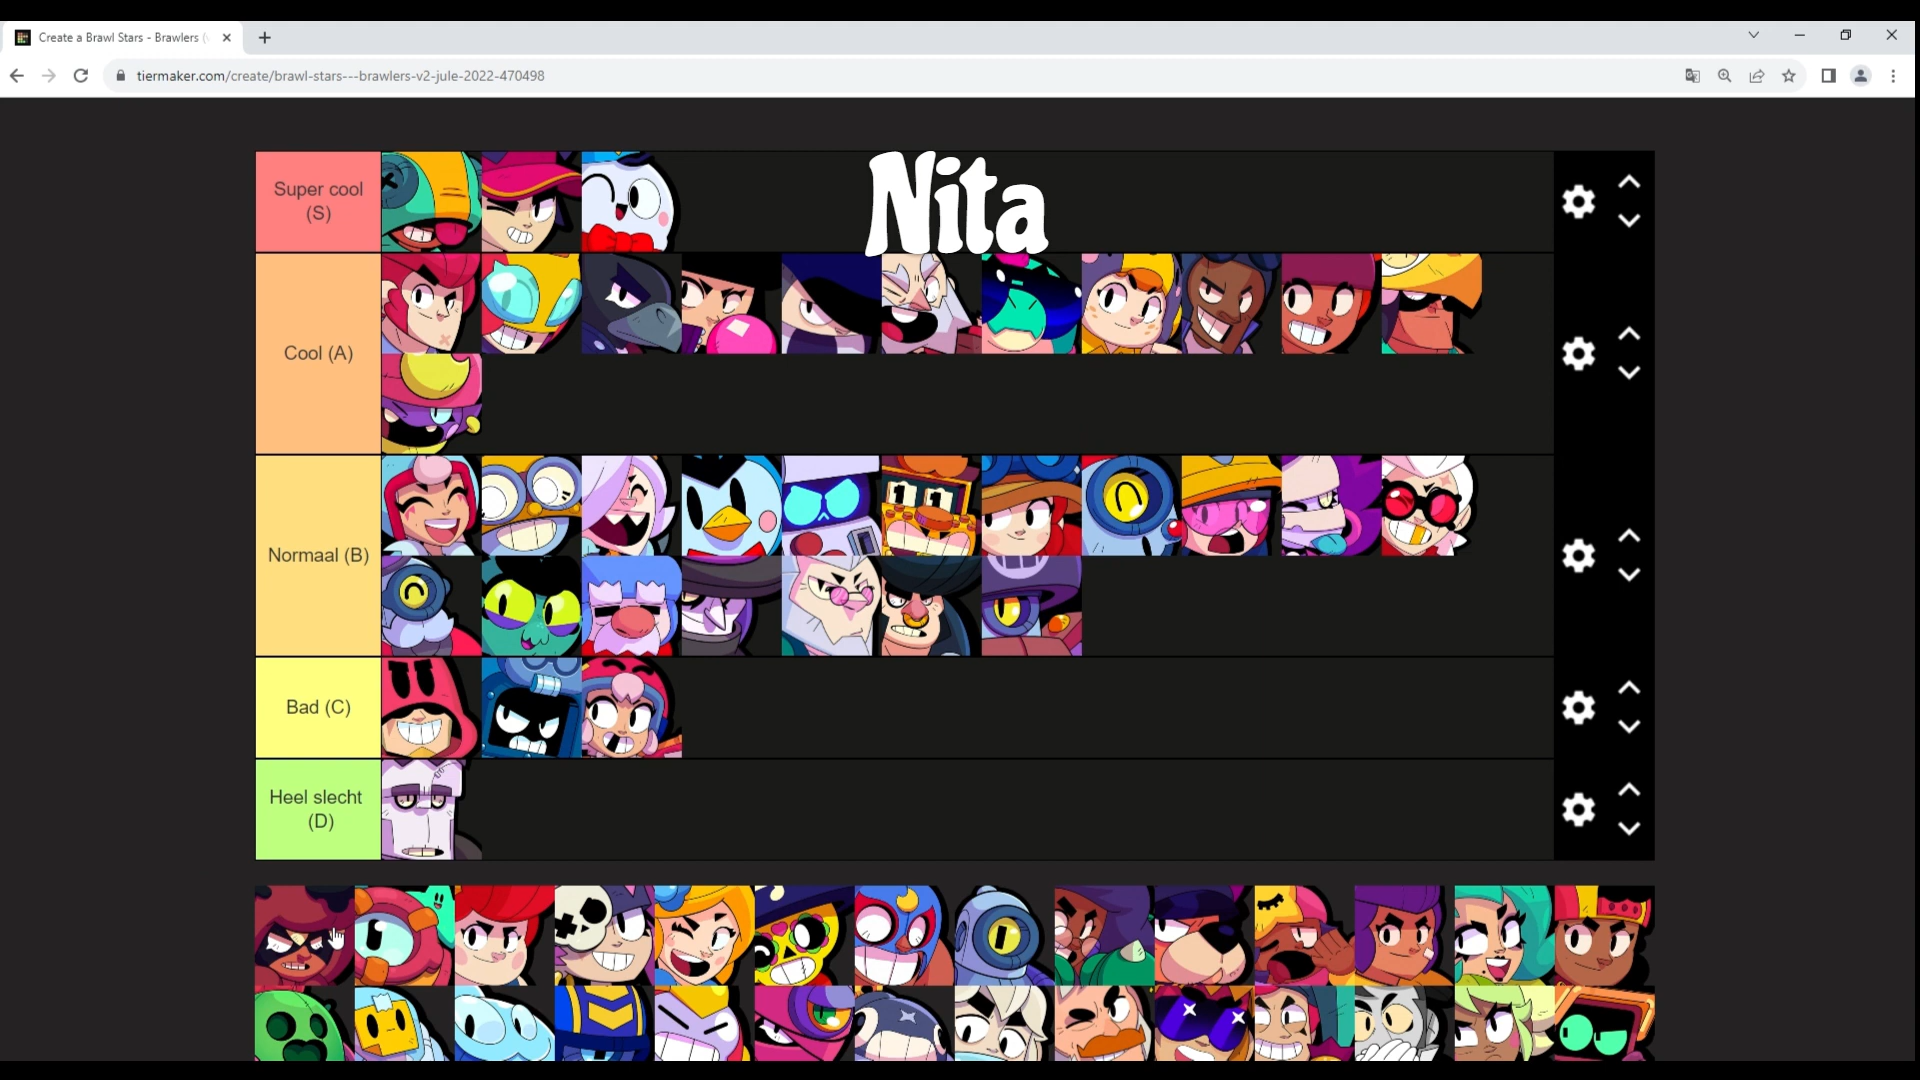 Create a Brawl Stars - Brawlers (
tiermaker.com/create/brawl-stars---brawlers-v2-jule-2022-470498
Super cool
(S)
Nita
Cool (A)
Normaal (B)
Bad (C)
Heel slecht
(D)